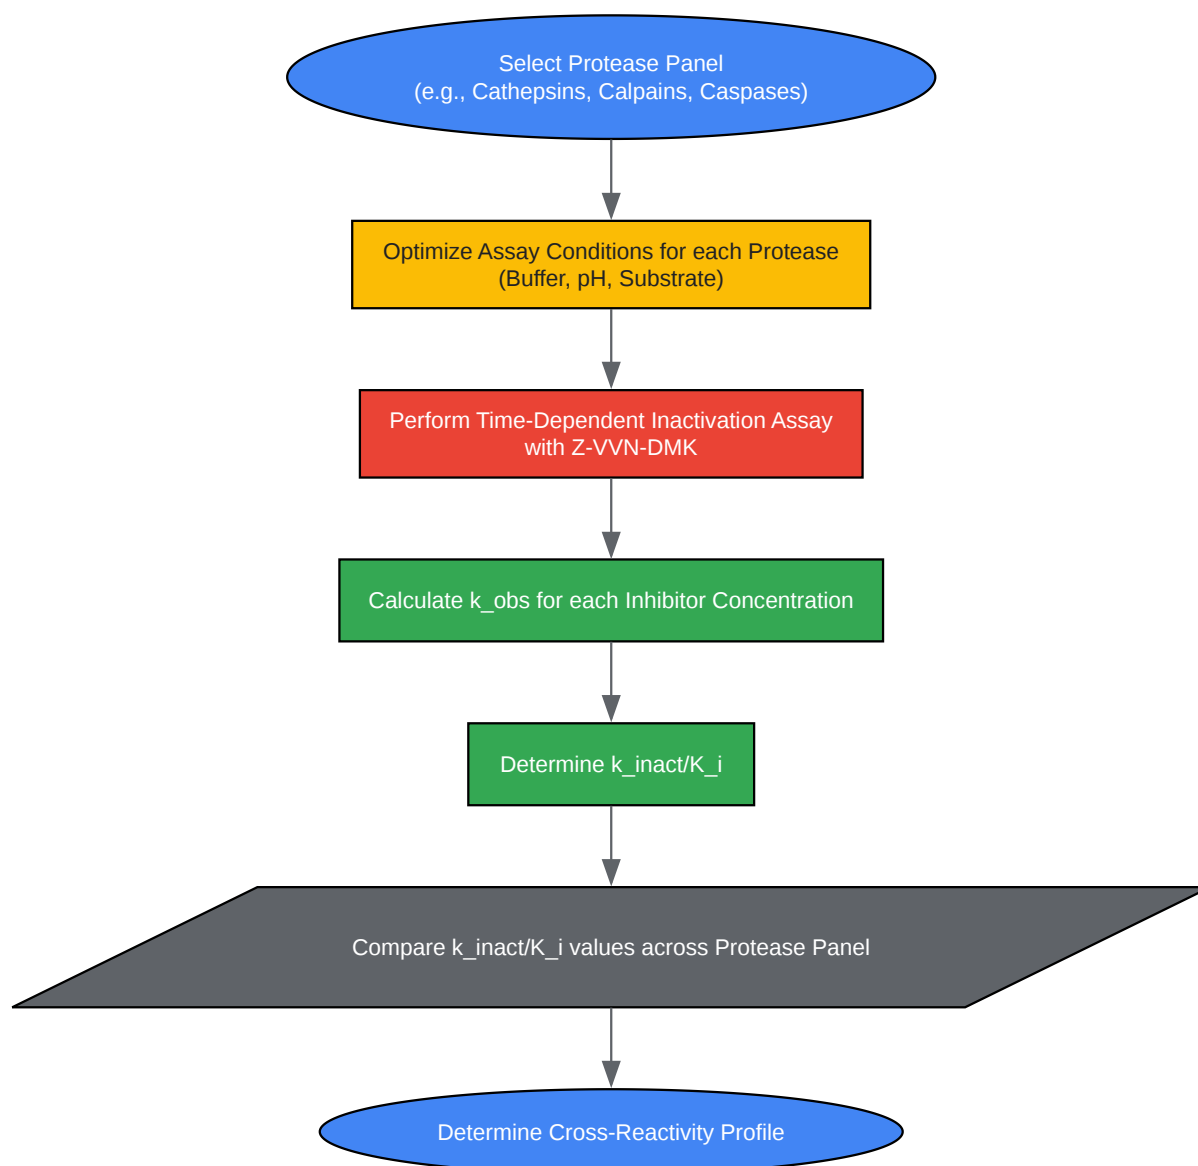 Select Protease Panel
(e.g., Cathepsins, Calpains, Caspases)
Optimize Assay Conditions for each Protease
(Buffer, pH, Substrate)
Perform Time-Dependent Inactivation Assay
with Z-VVN-DMK
Calculate k_obs for each Inhibitor Concentration
Determine k_inact/K_i
Compare k_inact/K_i values across Protease Panel
Determine Cross-Reactivity Profile